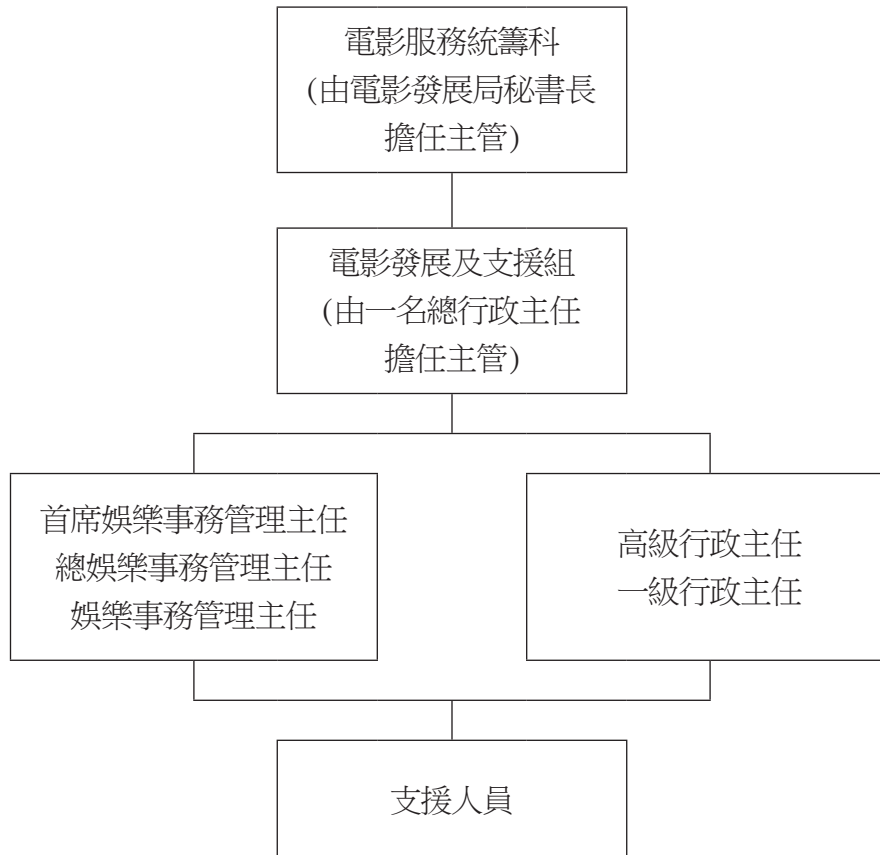 電影服務統籌科
(由電影發展局秘書長
擔任主管)
電影發展及支援組
(由一名總行政主任
擔任主管)
首席娛樂事務管理主任
總娛樂事務管理主任
娛樂事務管理主任
高級行政主任
一級行政主任
支援人員